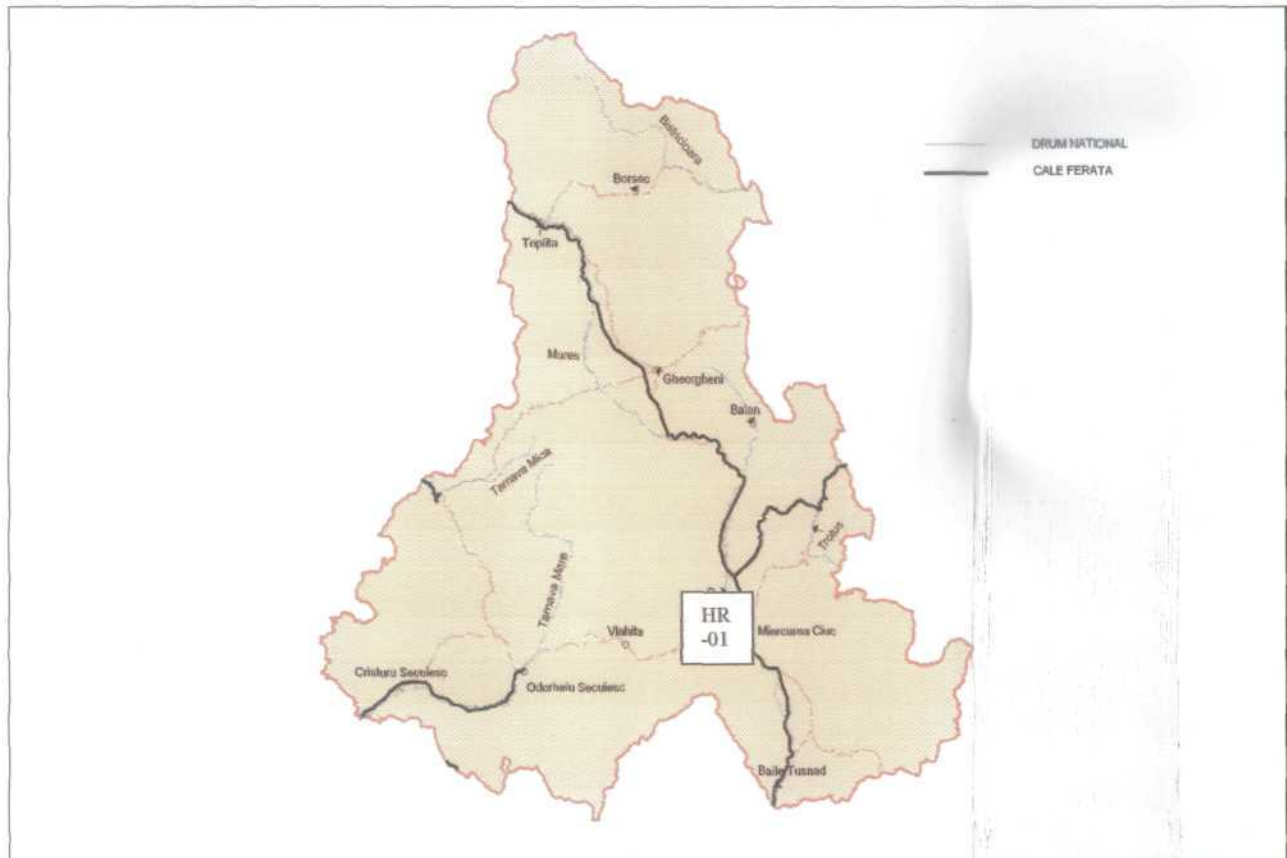 DRUM NATIONAL
CALE FERATA
Bistricioara
Borsec
Toplita
Mures
Gheorgheni
Balan
Tarnava Mica
Trotus
Tarnava Mare
HR
-01
Vlahita
Miercurea Ciuc
Cristuru Secuiesc
Odorheiu Secuiesc
Baile Tusnad